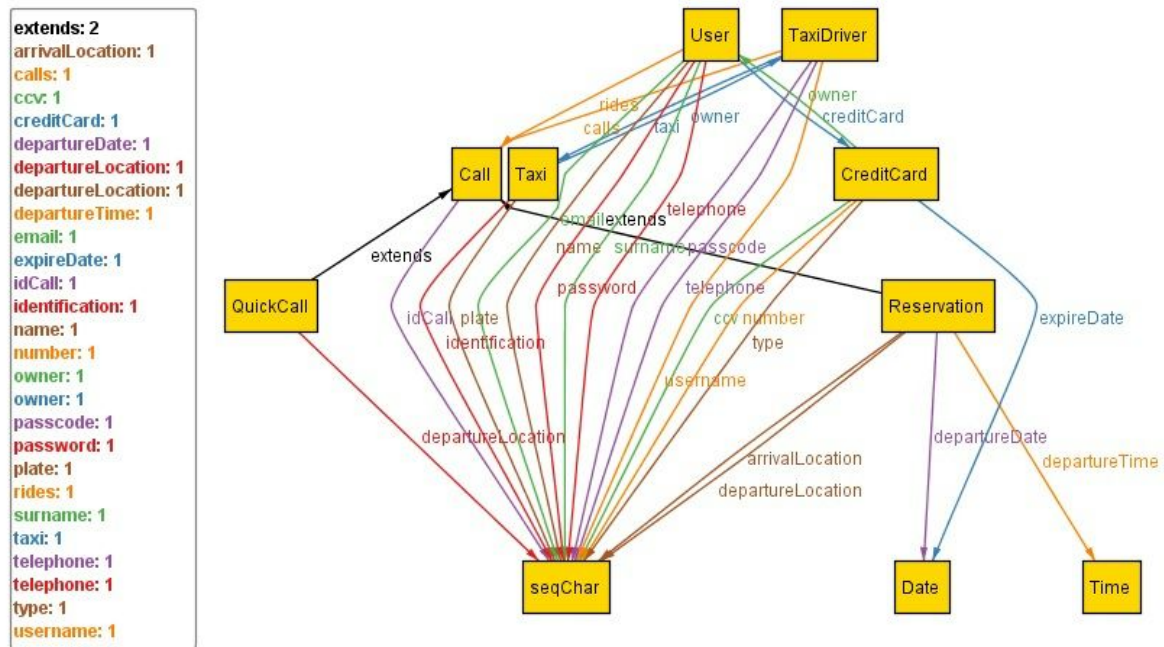 extends: 2
arrivalLocation: 1
calls: 1
ccv: 1
creditCard: 1
departureDate: 1
departureLocation: 1
departureLocation: 1
departureTime: 1
email: 1
expireDate: 1
idCall: 1
identification: 1
name: 1
number: 1
owner: 1
owner: 1
passcode: 1
password: 1
plate: 1
rides: 1
surname: 1
taxi: 1
telephone: 1
telephone: 1
type: 1
username: 1
User TaxiDriver
rides owner
calls taxi owner creditCard
Call Taxi CreditCard
email extends telephone
extends name surname passcode
QuickCall password telephone Reservation
idCall plate ccv number expireDate
identification type
username
departureLocation departureDate
arrivalLocation departureTime
departureLocation
seqChar Date Time